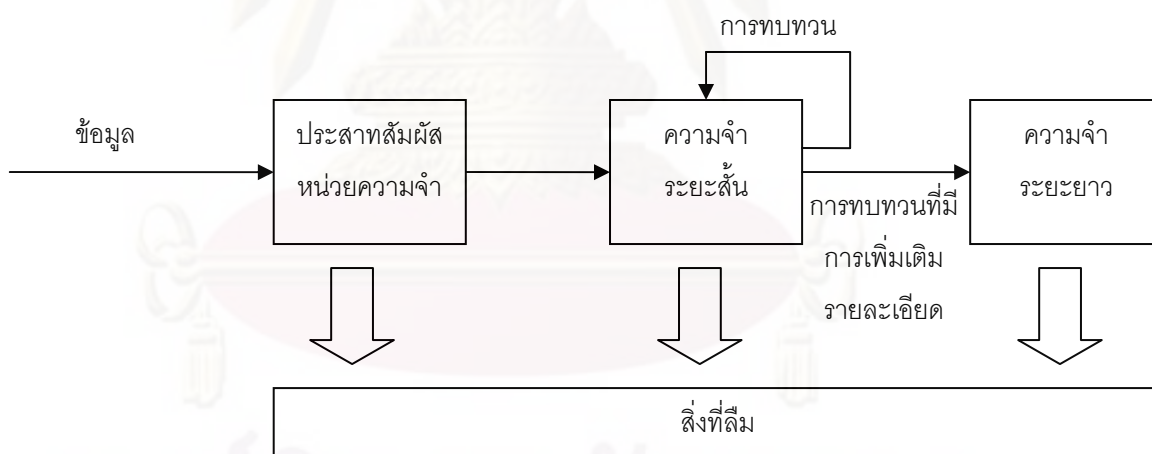 การทบทวน
ข้อมูล
ประสาทสัมผัส
หน่วยความจำ
ความจำ
ระยะสั้น
การทบทวนที่มี
การเพิ่มเติม
รายละเอียด
ความจำ
ระยะยาว
สิ่งที่ลืม